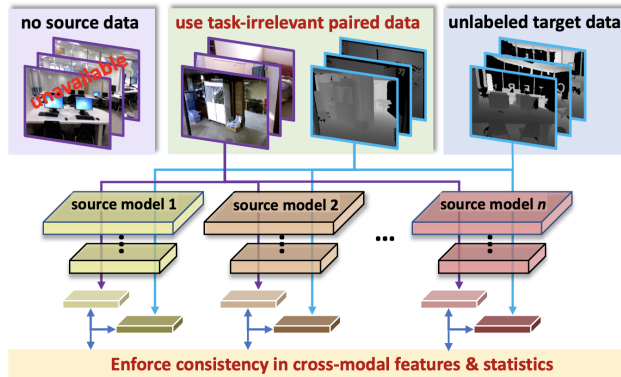 no source data
use task-irrelevant paired data
unlabeled target data
unavailable
source model 1
source model 2
...
source model n
Enforce consistency in cross-modal features & statistics